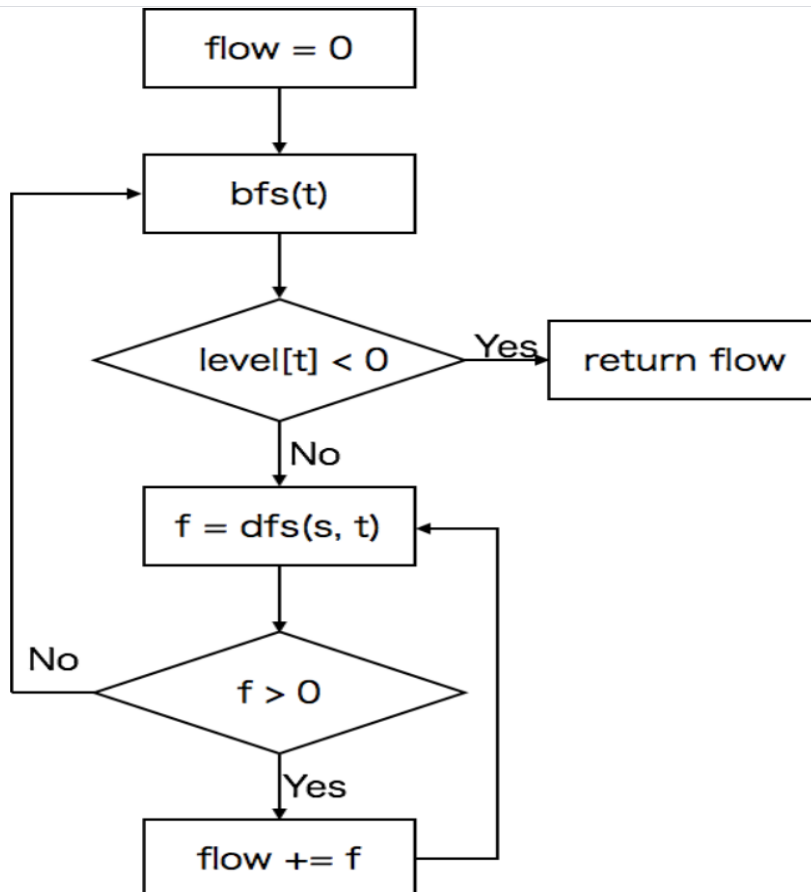 flow = 0
bfs(t)
level[t] < 0
Yes
return flow
No
f = dfs(s, t)
No
f > 0
Yes
flow += f